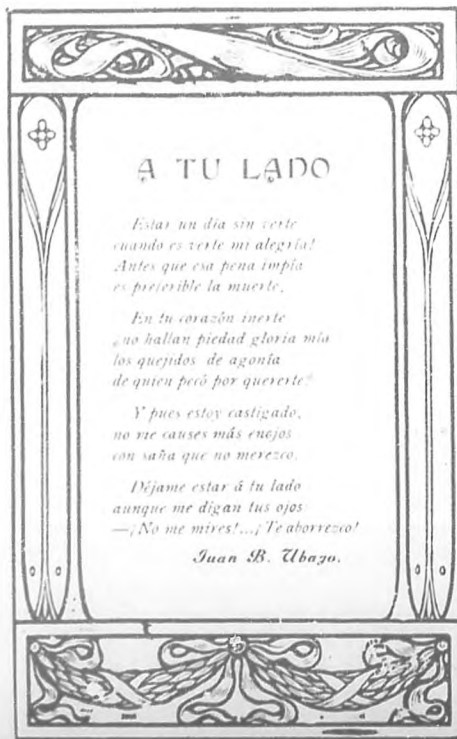 A TU LADO
Estar un día sin verte
cuando es verte mi alegría!
Antes que esa pena impía
es preferible la muerte.
En tu corazón inerte
¿no hallan piedad gloria mía
los quejidos de agonía
de quien pecó por quererte?
Y pues estoy castigado,
no me causes más enojos
con saña que no merezco.
Déjame estar á tu lado
aunque me digan tus ojos
—¡No me mires!...¡Te aborrezco!
Juan B. Ubago.